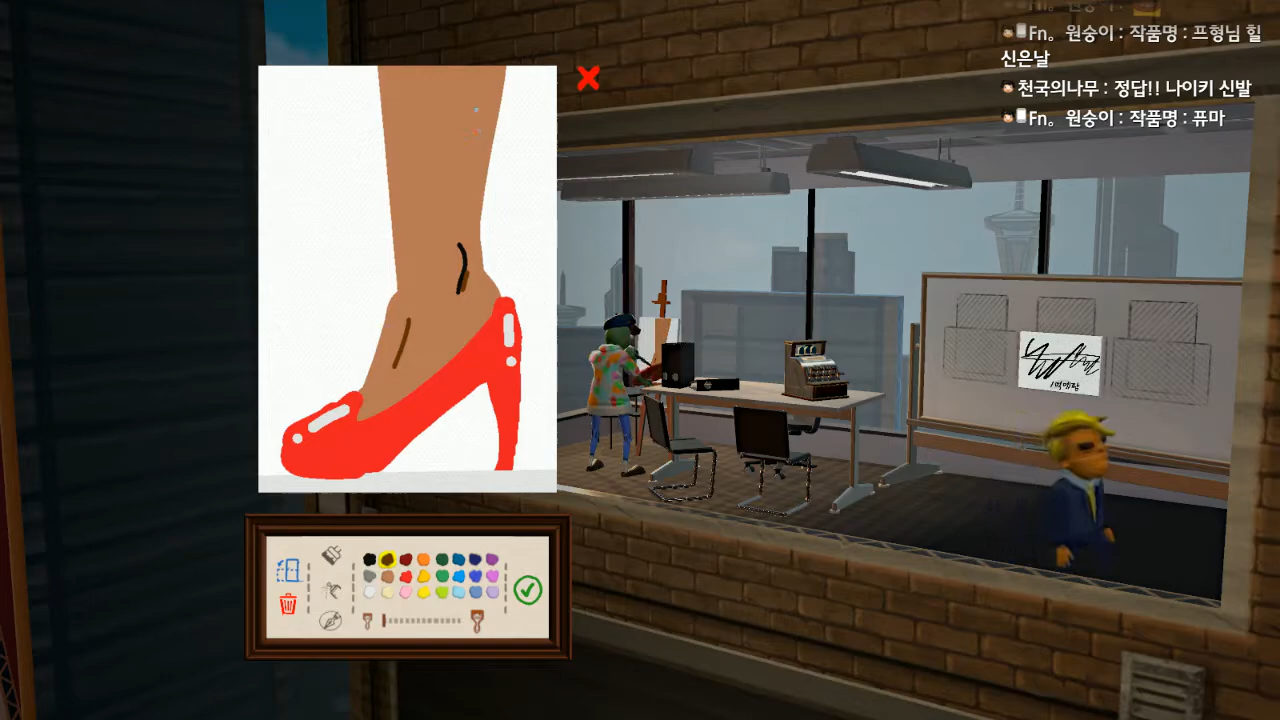 Fn。원숭이 : 작품명 : 프형님 힐
신은날
천국의나무 : 정답!! 나이키 신발
Fn。원숭이 : 작품명 : 퓨마